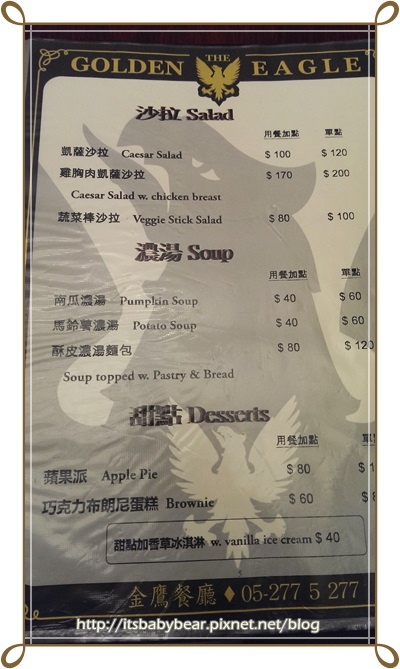 GOLDEN THE EAGLE
沙拉 Salad
用餐加點 單點
凱薩沙拉 Caesar Salad $ 100 $ 120
雞胸肉凱薩沙拉 $ 170 $ 200
Caesar Salad w. chicken breast
蔬菜棒沙拉 Veggie Stick Salad $ 80 $ 100
濃湯 Soup
用餐加點 單點
南瓜濃湯 Pumpkin Soup $ 40 $ 60
馬鈴薯濃湯 Potato Soup $ 40 $ 60
酥皮濃湯麵包 $ 80 $ 120
Soup topped w. Pastry & Bread
甜點 Desserts
用餐加點
蘋果派 Apple Pie $ 80
巧克力布朗尼蛋糕 Brownie $ 60
甜點加香草冰淇淋 w. vanilla ice cream $ 40
金鷹餐廳 ♦ 05-277 5 277
http://itsbabybear.pixnet.net/blog